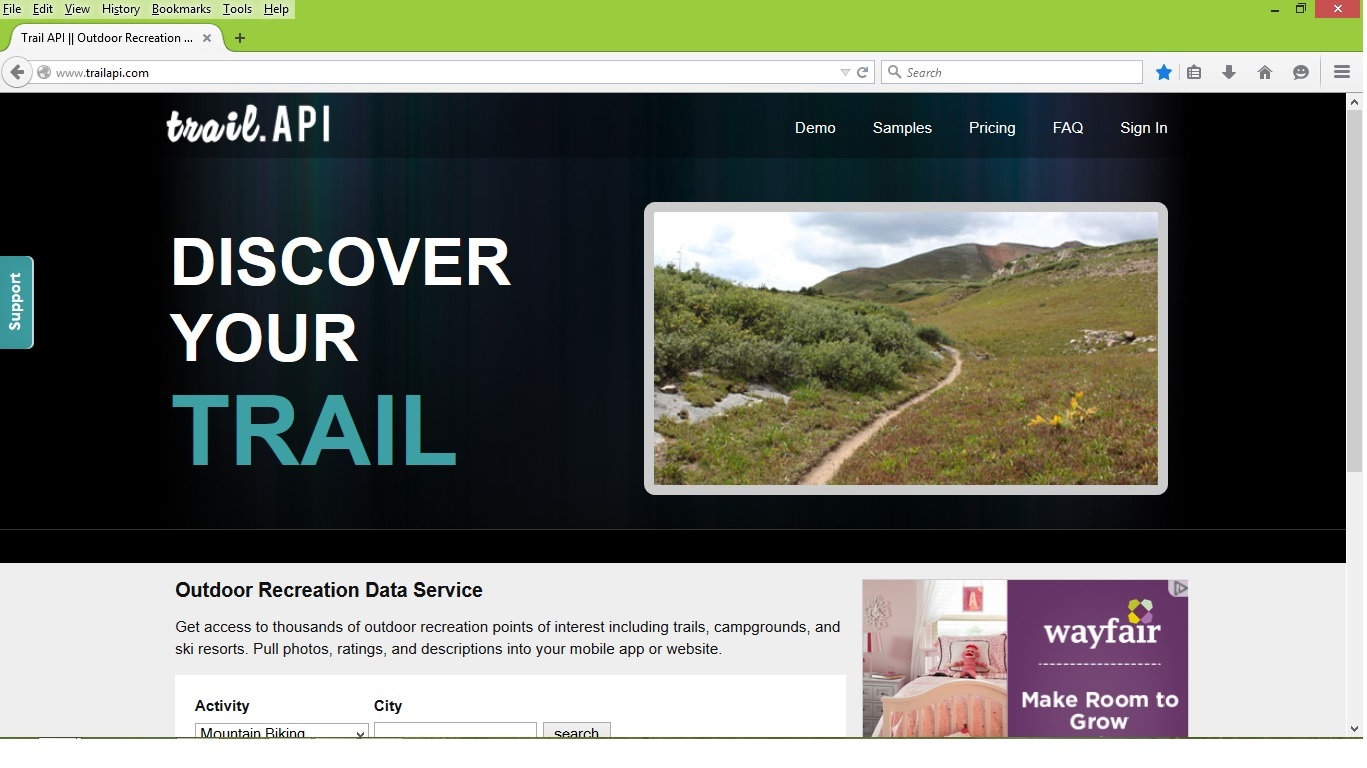 File Edit View History Bookmarks Tools Help
Trail API || Outdoor Recreation ...
www.trailapi.com
Search
trail.API
Demo Samples Pricing FAQ Sign In
DISCOVER
YOUR
TRAIL
Support
Outdoor Recreation Data Service
Get access to thousands of outdoor recreation points of interest including trails, campgrounds, and
ski resorts. Pull photos, ratings, and descriptions into your mobile app or website.
Activity City
Mountain Biking search
wayfair
Make Room to
Grow